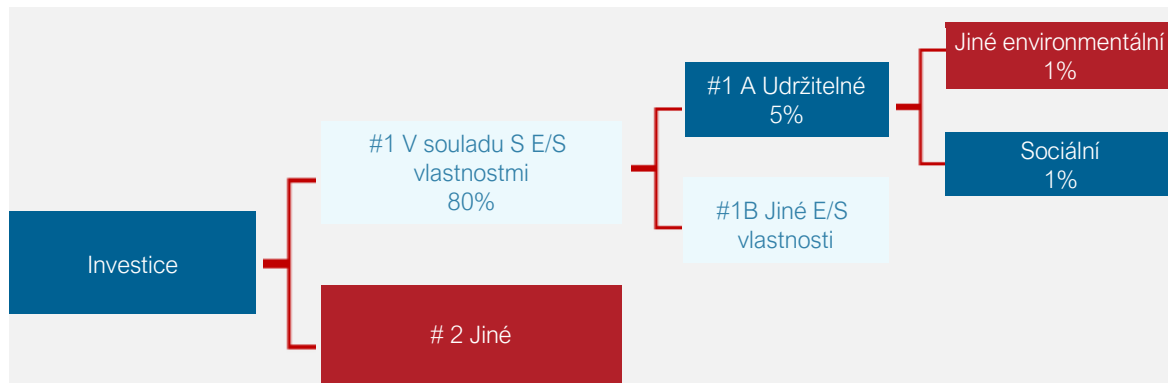 Jiné environmentální
1%
#1 A Udržitelné
5%
#1 V souladu S E/S
vlastnostmi
80%
Sociální
1%
#1B Jiné E/S
vlastnosti
Investice
# 2 Jiné